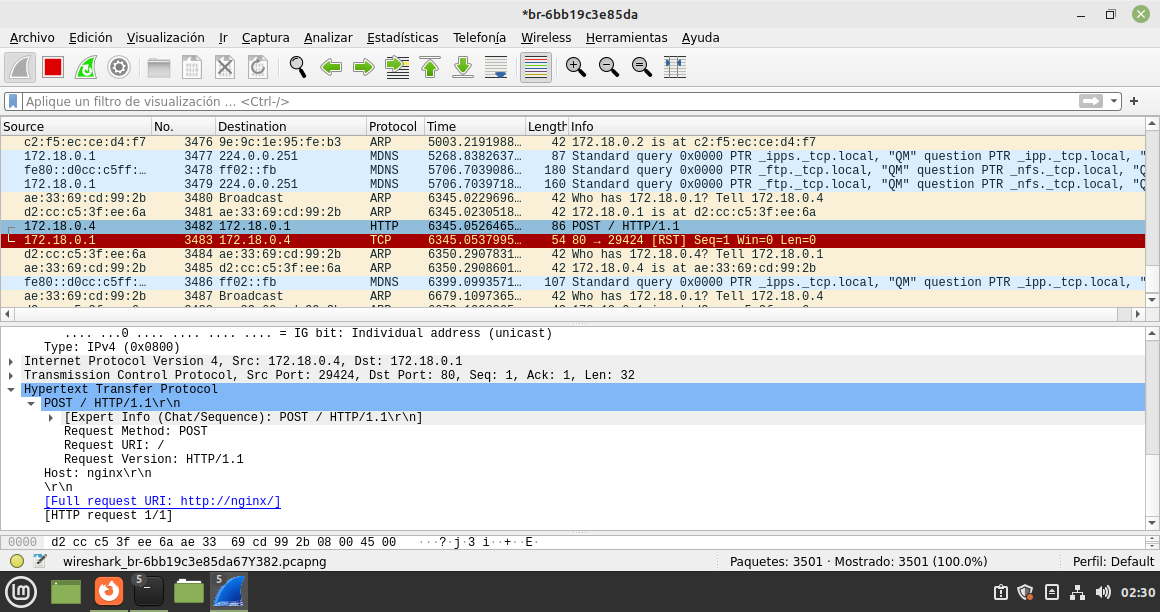 *br-6bb19c3e85da
Archivo Edición Visualización Ir Captura Analizar Estadísticas Telefonía Wireless Herramientas Ayuda
Aplique un filtro de visualización … <Ctrl-/>
Source No. Destination Protocol Time Length Info
c2:f5:ec:ce:d4:f7 3476 9e:9c:1e:95:fe:b3 ARP 5003.2191988… 42 172.18.0.2 is at c2:f5:ec:ce:d4:f7
172.18.0.1 3477 224.0.0.251 MDNS 5268.8382637… 87 Standard query 0x0000 PTR _ipps._tcp.local, "QM" question PTR _ipp._tcp.local, "
fe80::d0cc:c5ff:… 3478 ff02::fb MDNS 5706.7039086… 180 Standard query 0x0000 PTR _ftp._tcp.local, "QM" question PTR _nfs._tcp.local, "Q
172.18.0.1 3479 224.0.0.251 MDNS 5706.7039718… 160 Standard query 0x0000 PTR _ftp._tcp.local, "QM" question PTR _nfs._tcp.local, "Q
ae:33:69:cd:99:2b 3480 Broadcast ARP 6345.0229696… 42 Who has 172.18.0.1? Tell 172.18.0.4
d2:cc:c5:3f:ee:6a 3481 ae:33:69:cd:99:2b ARP 6345.0230518… 42 172.18.0.1 is at d2:cc:c5:3f:ee:6a
172.18.0.4 3482 172.18.0.1 HTTP 6345.0526465… 86 POST / HTTP/1.1
172.18.0.1 3483 172.18.0.4 TCP 6345.0537995… 54 80 → 29424 [RST] Seq=1 Win=0 Len=0
d2:cc:c5:3f:ee:6a 3484 ae:33:69:cd:99:2b ARP 6350.2907831… 42 Who has 172.18.0.4? Tell 172.18.0.1
ae:33:69:cd:99:2b 3485 d2:cc:c5:3f:ee:6a ARP 6350.2908601… 42 172.18.0.4 is at ae:33:69:cd:99:2b
fe80::d0cc:c5ff:… 3486 ff02::fb MDNS 6399.0993571… 107 Standard query 0x0000 PTR _ipps._tcp.local, "QM" question PTR _ipp._tcp.local, "
ae:33:69:cd:99:2b 3487 Broadcast ARP 6679.1097365… 42 Who has 172.18.0.1? Tell 172.18.0.4
.... ...0 .... .... .... .... = IG bit: Individual address (unicast)
Type: IPv4 (0x0800)
Internet Protocol Version 4, Src: 172.18.0.4, Dst: 172.18.0.1
Transmission Control Protocol, Src Port: 29424, Dst Port: 80, Seq: 1, Ack: 1, Len: 32
Hypertext Transfer Protocol
POST / HTTP/1.1\r\n
[Expert Info (Chat/Sequence): POST / HTTP/1.1\r\n]
Request Method: POST
Request URI: /
Request Version: HTTP/1.1
Host: nginx\r\n
\r\n
[Full request URI: http://nginx/]
[HTTP request 1/1]
0000 d2 cc c5 3f ee 6a ae 33 69 cd 99 2b 08 00 45 00 ···?·j·3 i··+··E·
wireshark_br-6bb19c3e85da67Y382.pcapng Paquetes: 3501 · Mostrado: 3501 (100.0%) Perfil: Default
5 5 02:30